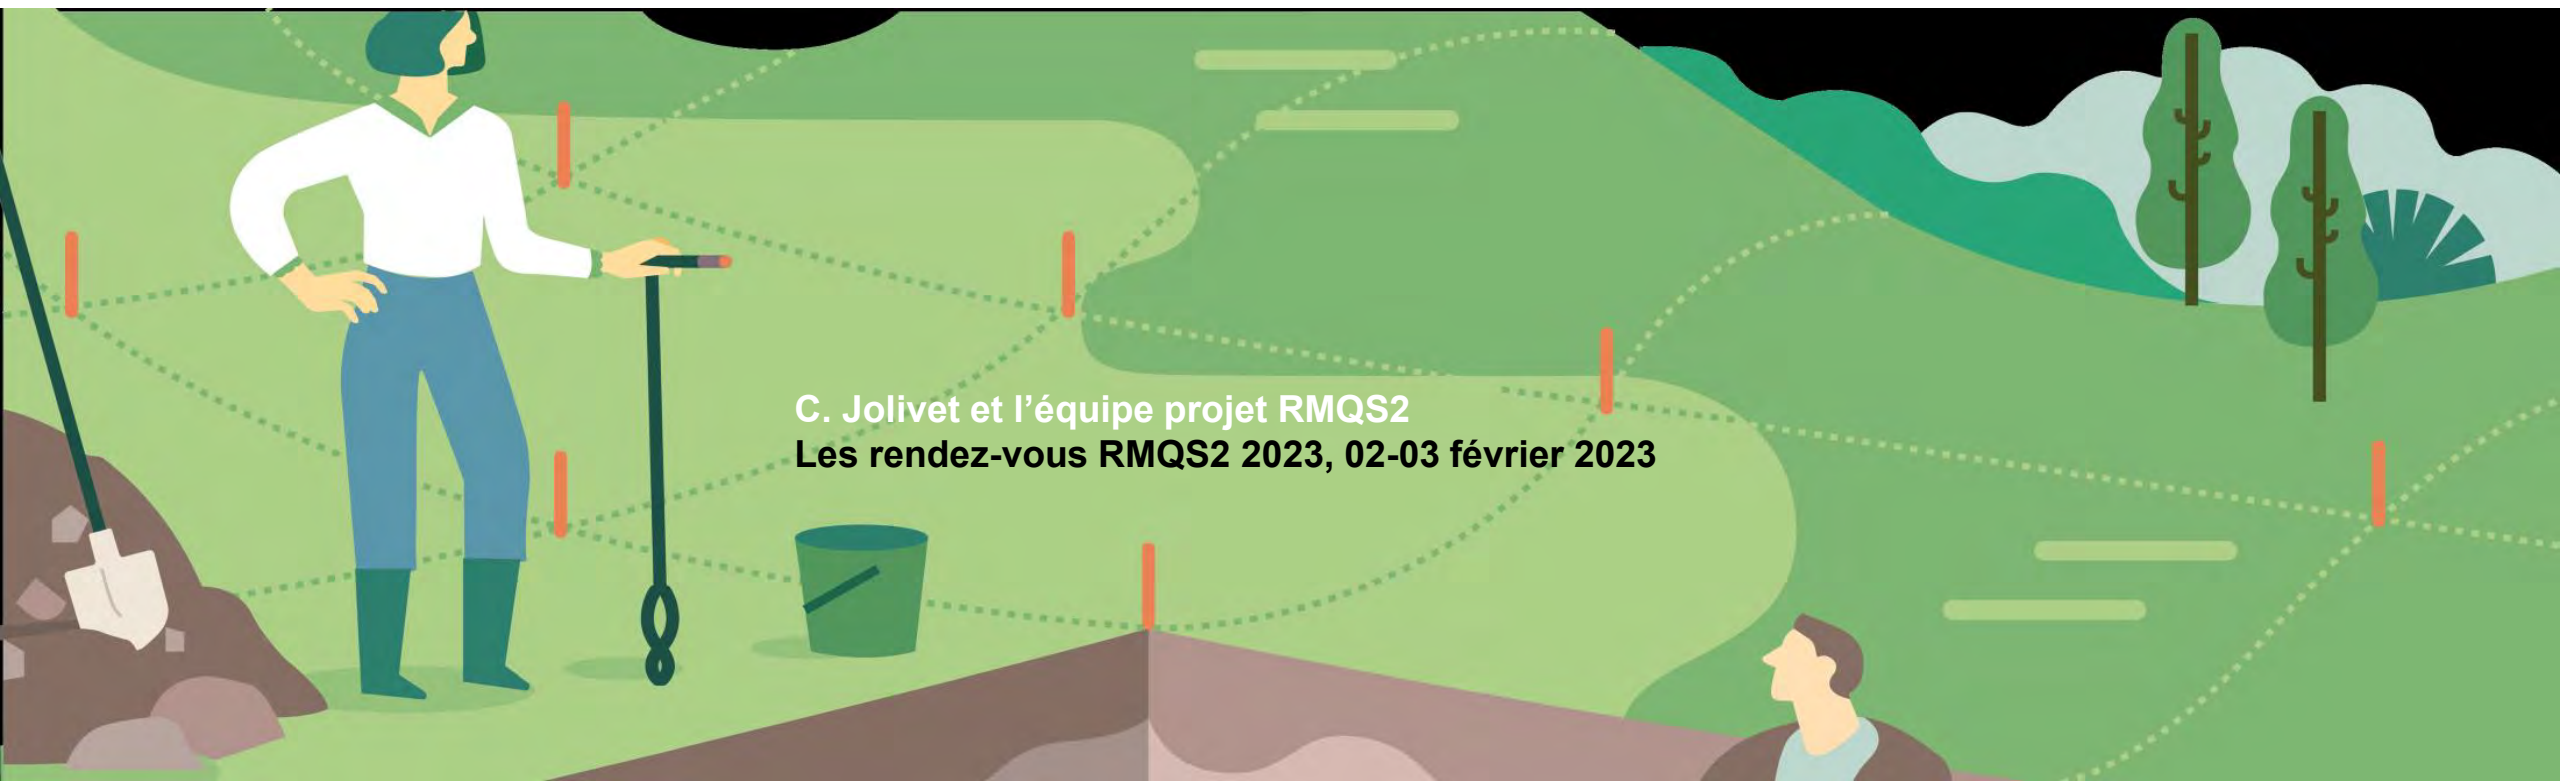 C. Jolivet et l’équipe projet RMQS2
Les rendez-vous RMQS2 2023, 02-03 février 2023